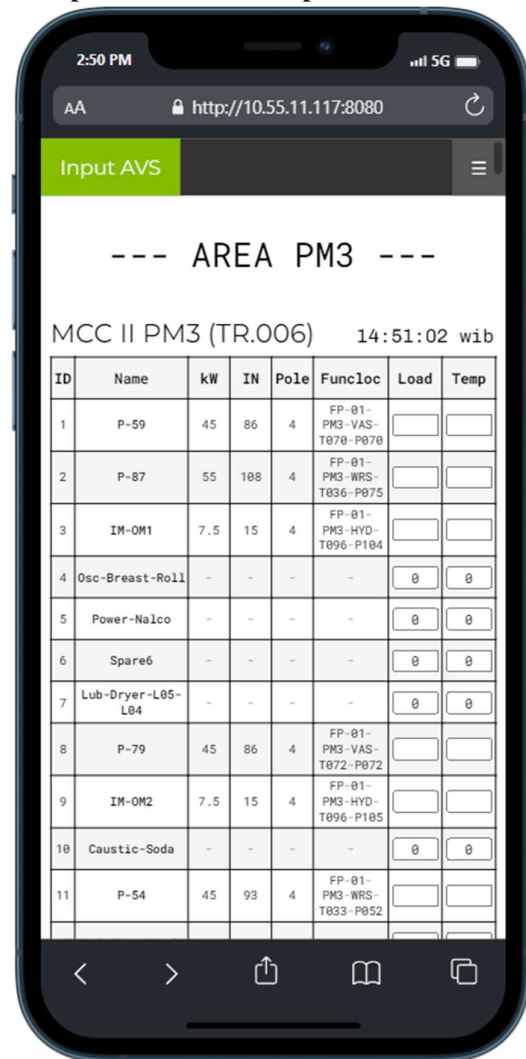 2:50 PM 5G
AA http://10.55.11.117:8080
Input AVS
--- AREA PM3 ---
MCC II PM3 (TR.006) 14:51:02 wib
ID Name kW IN Pole Funcloc Load Temp
1 P-59 45 86 4 FP-01-
PM3-VAS-
T070-P070
2 P-87 55 108 4 FP-01-
PM3-WRS-
T036-P075
3 IM-OM1 7.5 15 4 FP-01-
PM3-HYD-
T096-P104
4 Osc-Breast-Roll - - - - 0 0
5 Power-Nalco - - - - 0 0
6 Spare6 - - - - 0 0
7 Lub-Dryer-L05-
L04 - - - - 0 0
8 P-79 45 86 4 FP-01-
PM3-VAS-
T072-P072
9 IM-OM2 7.5 15 4 FP-01-
PM3-HYD-
T096-P105
10 Caustic-Soda - - - - 0 0
11 P-54 45 93 4 FP-01-
PM3-WRS-
T033-P052